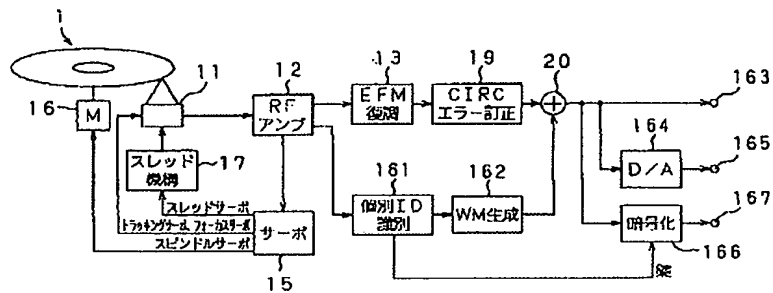 1
16
M
11
12
RF
アンプ
13
EFM
復調
19
CIRC
エラー訂正
20
163
164
D/A
165
スレッド
機構
17
161
個別ID
識別
162
WM生成
167
暗号化
166
スレッドサーボ
トラッキングサーボ,フォーカスサーボ
スピンドルサーボ
サーボ
15
鍵